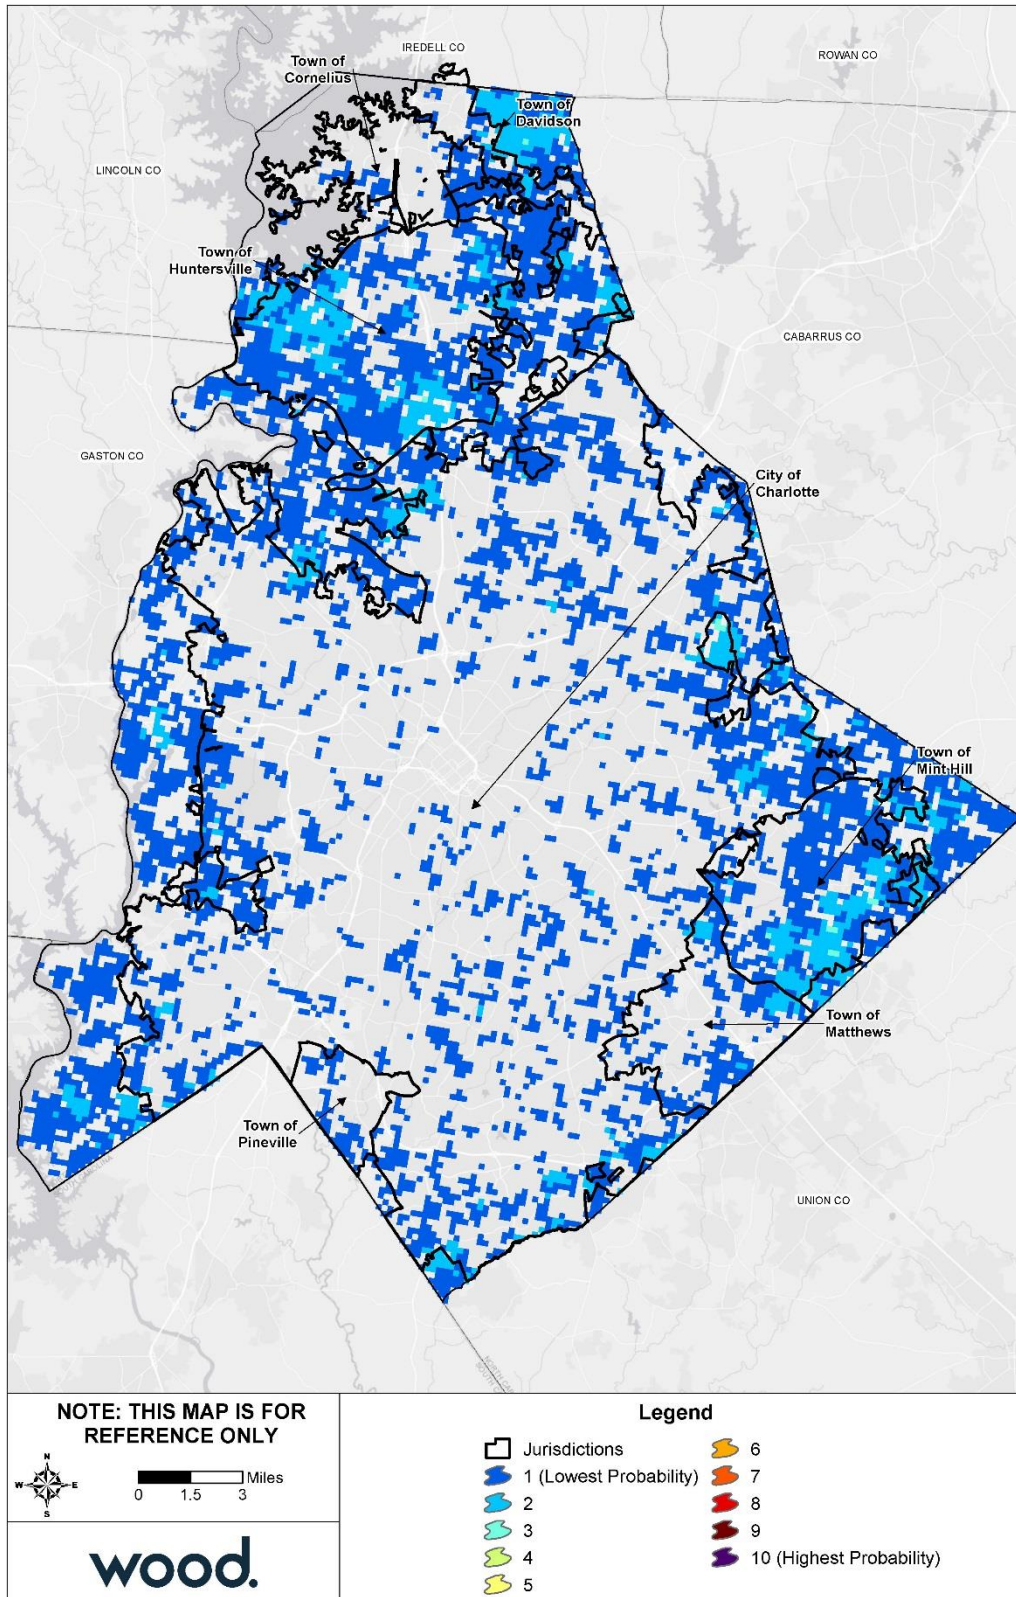 IREDELL CO
ROWAN CO
Town of
Cornelius
Town of
Davidson
LINCOLN CO
Town of
Huntersville
CABARRUS CO
GASTON CO
City of
Charlotte
Town of
Mint Hill
Town of
Matthews
Town of
Pineville
UNION CO
NOTE: THIS MAP IS FOR
REFERENCE ONLY
N
W E
S
Miles
0 1.5 3
wood.
Legend
Jurisdictions
1 (Lowest Probability)
2
3
4
5
6
7
8
9
10 (Highest Probability)